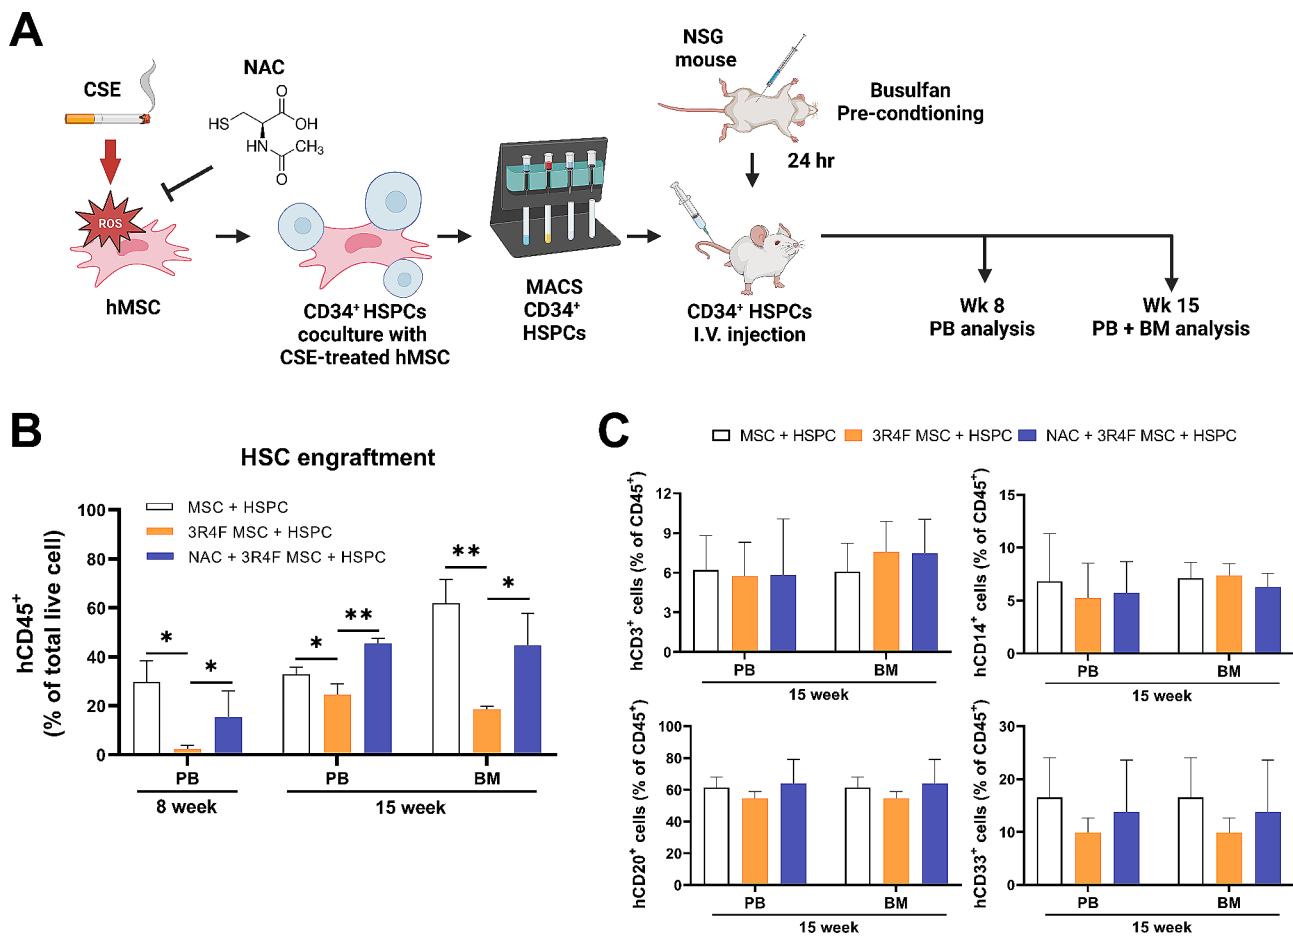 A
CSE
NAC
HS
O
OH
HN
CH3
O
ROS
hMSC
CD34+ HSPCs
coculture with
CSE-treated hMSC
MACS
CD34+
HSPCs
NSG
mouse
Busulfan
Pre-condtioning
24 hr
CD34+ HSPCs
I.V. injection
Wk 8
PB analysis
Wk 15
PB + BM analysis
B
HSC engraftment
hCD45+
(% of total live cell)
100
80
60
40
20
0
MSC + HSPC
3R4F MSC + HSPC
NAC + 3R4F MSC + HSPC
*
*
*
**
**
*
PB
PB
BM
8 week
15 week
C
MSC + HSPC
3R4F MSC + HSPC
NAC + 3R4F MSC + HSPC
hCD3+ cells (% of CD45+)
12
9
6
3
0
PB
BM
15 week
hCD14+ cells (% of CD45+)
15
10
5
0
PB
BM
15 week
hCD20+ cells (% of CD45+)
100
80
60
40
20
0
PB
BM
15 week
hCD33+ cells (% of CD45+)
30
20
10
0
PB
BM
15 week